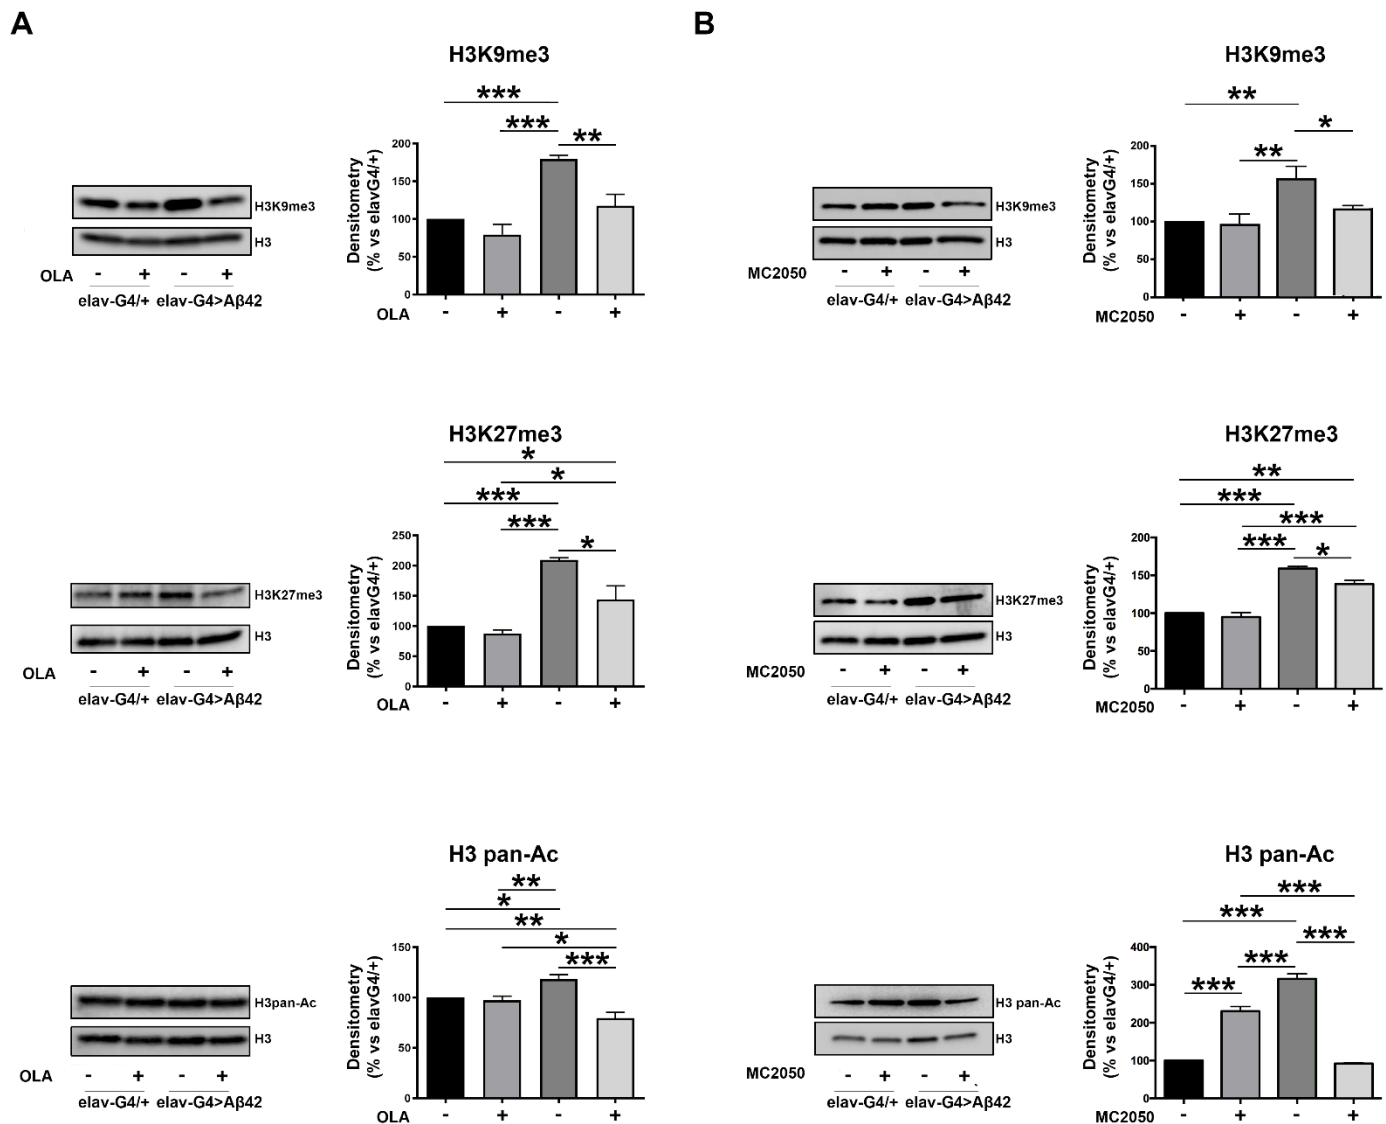 A
B
H3K9me3
***
***
**
Densitometry
(% vs elavG4/+)
200
150
100
50
0
H3K9me3
H3
OLA - + - +
elav-G4/+ elav-G4>Aβ42
OLA - + - +
H3K9me3
**
*
**
Densitometry
(% vs elavG4/+)
200
150
100
50
0
H3K9me3
H3
MC2050 - + - +
elav-G4/+ elav-G4>Aβ42
MC2050 - + - +
H3K27me3
*
*
***
***
*
Densitometry
(% vs elavG4/+)
250
200
150
100
50
0
H3K27me3
H3
OLA - + - +
elav-G4/+ elav-G4>Aβ42
OLA - + - +
H3K27me3
**
***
***
***
*
Densitometry
(% vs elavG4/+)
200
150
100
50
0
H3K27me3
H3
MC2050 - + - +
elav-G4/+ elav-G4>Aβ42
MC2050 - + - +
H3 pan-Ac
**
*
**
*
***
Densitometry
(% vs elavG4/+)
150
100
50
0
H3pan-Ac
H3
OLA - + - +
elav-G4/+ elav-G4>Aβ42
OLA - + - +
H3 pan-Ac
***
***
***
***
***
Densitometry
(% vs elavG4/+)
400
300
200
100
0
H3 pan-Ac
H3
MC2050 - + - +
elav-G4/+ elav-G4>Aβ42
MC2050 - + - +